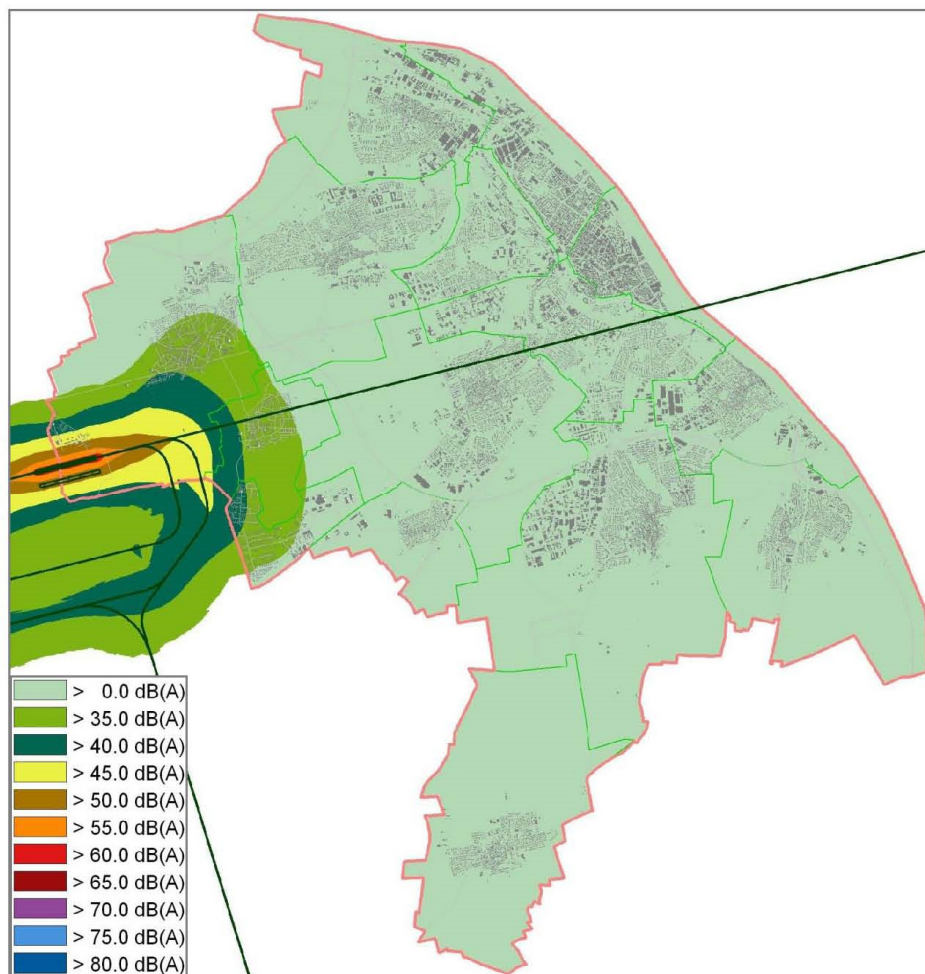 > 0.0 dB(A)
> 35.0 dB(A)
> 40.0 dB(A)
> 45.0 dB(A)
> 50.0 dB(A)
> 55.0 dB(A)
> 60.0 dB(A)
> 65.0 dB(A)
> 70.0 dB(A)
> 75.0 dB(A)
> 80.0 dB(A)